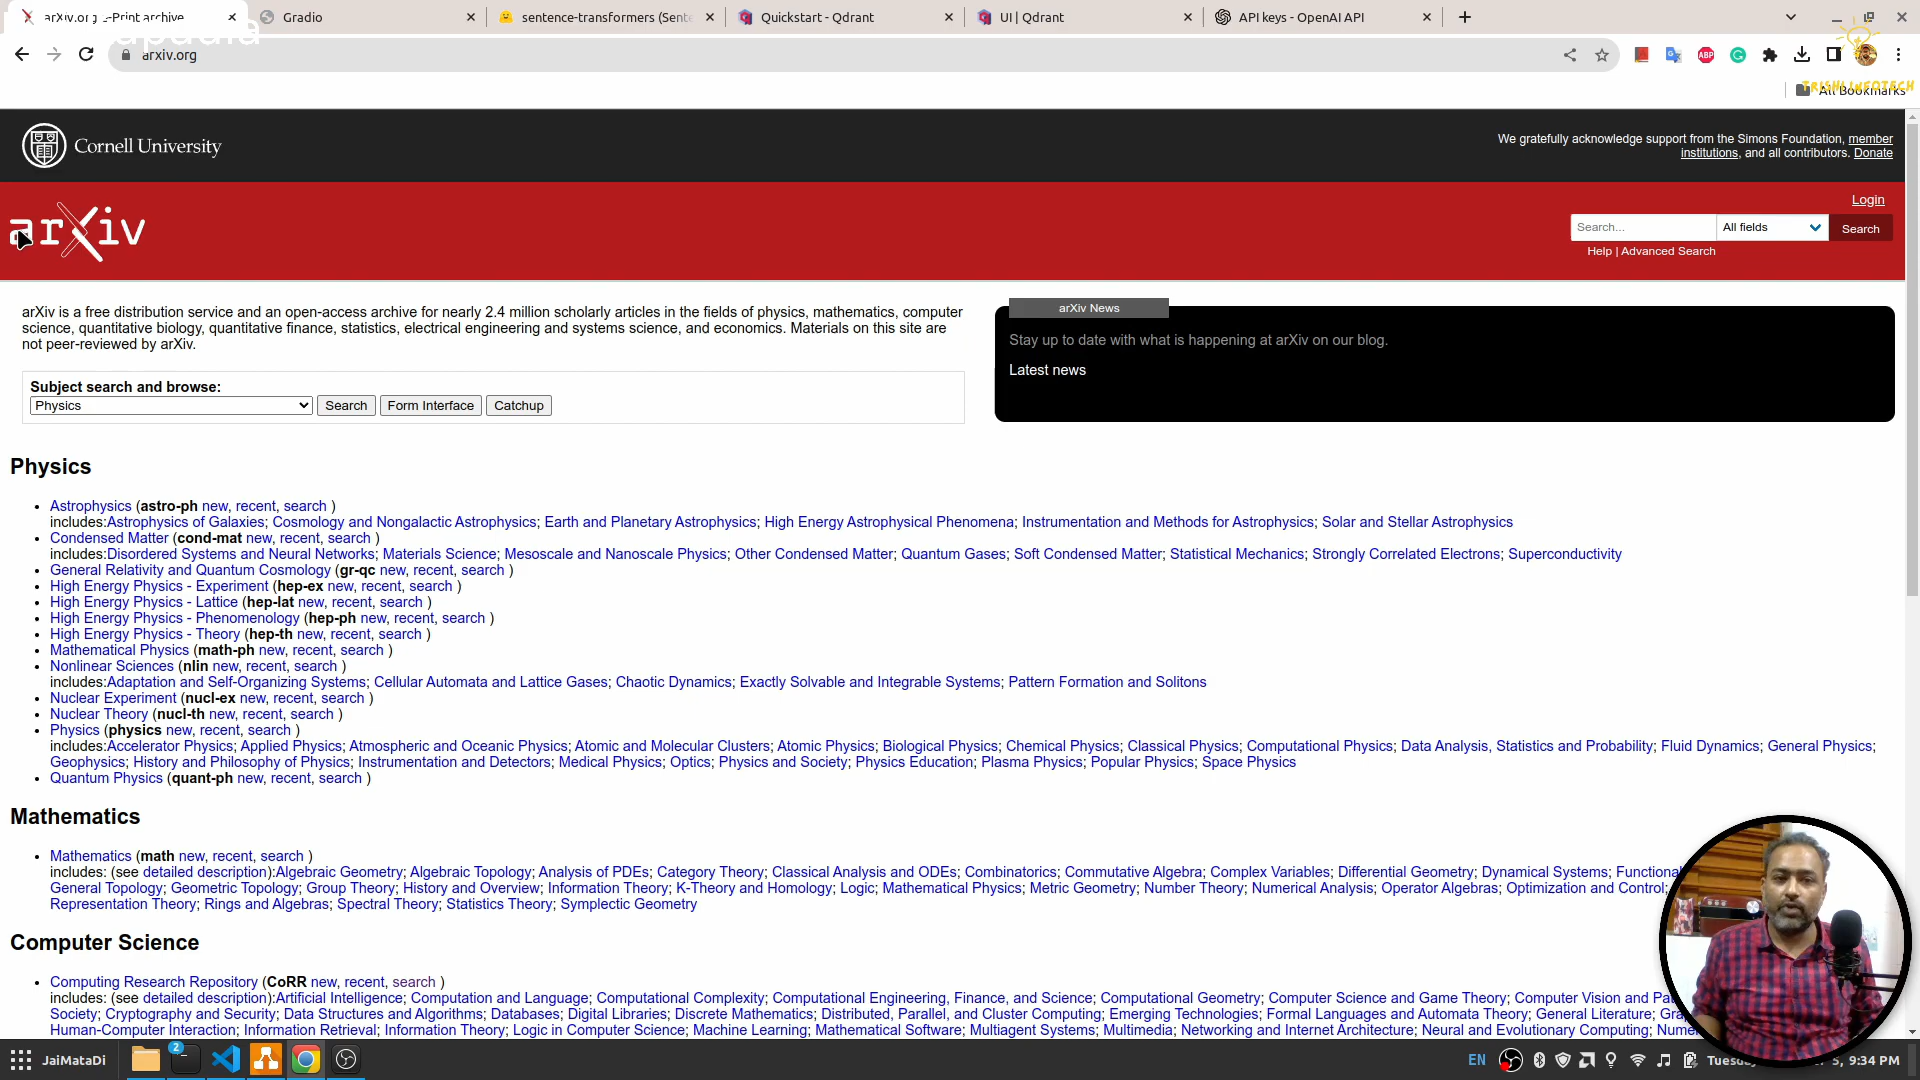 arXiv.org e-Print archive
Gradio
sentence-transformers (Sente
Quickstart - Qdrant
UI | Qdrant
API keys - OpenAI API
arxiv.org
ABP
TRISHI INFOTECH
All Bookmarks
Cornell University
We gratefully acknowledge support from the Simons Foundation, member
institutions, and all contributors. Donate
arXiv
Login
Search...
All fields
Search
Help | Advanced Search
arXiv is a free distribution service and an open-access archive for nearly 2.4 million scholarly articles in the fields of physics, mathematics, computer
science, quantitative biology, quantitative finance, statistics, electrical engineering and systems science, and economics. Materials on this site are
not peer-reviewed by arXiv.
arXiv News
Stay up to date with what is happening at arXiv on our blog.
Latest news
Subject search and browse:
Physics
Search
Form Interface
Catchup
Physics
Astrophysics (astro-ph new, recent, search )
includes:Astrophysics of Galaxies; Cosmology and Nongalactic Astrophysics; Earth and Planetary Astrophysics; High Energy Astrophysical Phenomena; Instrumentation and Methods for Astrophysics; Solar and Stellar Astrophysics
Condensed Matter (cond-mat new, recent, search )
includes:Disordered Systems and Neural Networks; Materials Science; Mesoscale and Nanoscale Physics; Other Condensed Matter; Quantum Gases; Soft Condensed Matter; Statistical Mechanics; Strongly Correlated Electrons; Superconductivity
General Relativity and Quantum Cosmology (gr-qc new, recent, search )
High Energy Physics - Experiment (hep-ex new, recent, search )
High Energy Physics - Lattice (hep-lat new, recent, search )
High Energy Physics - Phenomenology (hep-ph new, recent, search )
High Energy Physics - Theory (hep-th new, recent, search )
Mathematical Physics (math-ph new, recent, search )
Nonlinear Sciences (nlin new, recent, search )
includes:Adaptation and Self-Organizing Systems; Cellular Automata and Lattice Gases; Chaotic Dynamics; Exactly Solvable and Integrable Systems; Pattern Formation and Solitons
Nuclear Experiment (nucl-ex new, recent, search )
Nuclear Theory (nucl-th new, recent, search )
Physics (physics new, recent, search )
includes:Accelerator Physics; Applied Physics; Atmospheric and Oceanic Physics; Atomic and Molecular Clusters; Atomic Physics; Biological Physics; Chemical Physics; Classical Physics; Computational Physics; Data Analysis, Statistics and Probability; Fluid Dynamics; General Physics;
Geophysics; History and Philosophy of Physics; Instrumentation and Detectors; Medical Physics; Optics; Physics and Society; Physics Education; Plasma Physics; Popular Physics; Space Physics
Quantum Physics (quant-ph new, recent, search )
Mathematics
Mathematics (math new, recent, search )
includes: (see detailed description):Algebraic Geometry; Algebraic Topology; Analysis of PDEs; Category Theory; Classical Analysis and ODEs; Combinatorics; Commutative Algebra; Complex Variables; Differential Geometry; Dynamical Systems; Functional
General Topology; Geometric Topology; Group Theory; History and Overview; Information Theory; K-Theory and Homology; Logic; Mathematical Physics; Metric Geometry; Number Theory; Numerical Analysis; Operator Algebras; Optimization and Control;
Representation Theory; Rings and Algebras; Spectral Theory; Statistics Theory; Symplectic Geometry
Computer Science
Computing Research Repository (CoRR new, recent, search )
includes: (see detailed description):Artificial Intelligence; Computation and Language; Computational Complexity; Computational Engineering, Finance, and Science; Computational Geometry; Computer Science and Game Theory; Computer Vision and Pat
Society; Cryptography and Security; Data Structures and Algorithms; Databases; Digital Libraries; Discrete Mathematics; Distributed, Parallel, and Cluster Computing; Emerging Technologies; Formal Languages and Automata Theory; General Literature; Gra
Human-Computer Interaction; Information Retrieval; Information Theory; Logic in Computer Science; Machine Learning; Mathematical Software; Multiagent Systems; Multimedia; Networking and Internet Architecture; Neural and Evolutionary Computing; Nume
JaiMataDi
2
EN
Tuesday
5, 9:34 PM